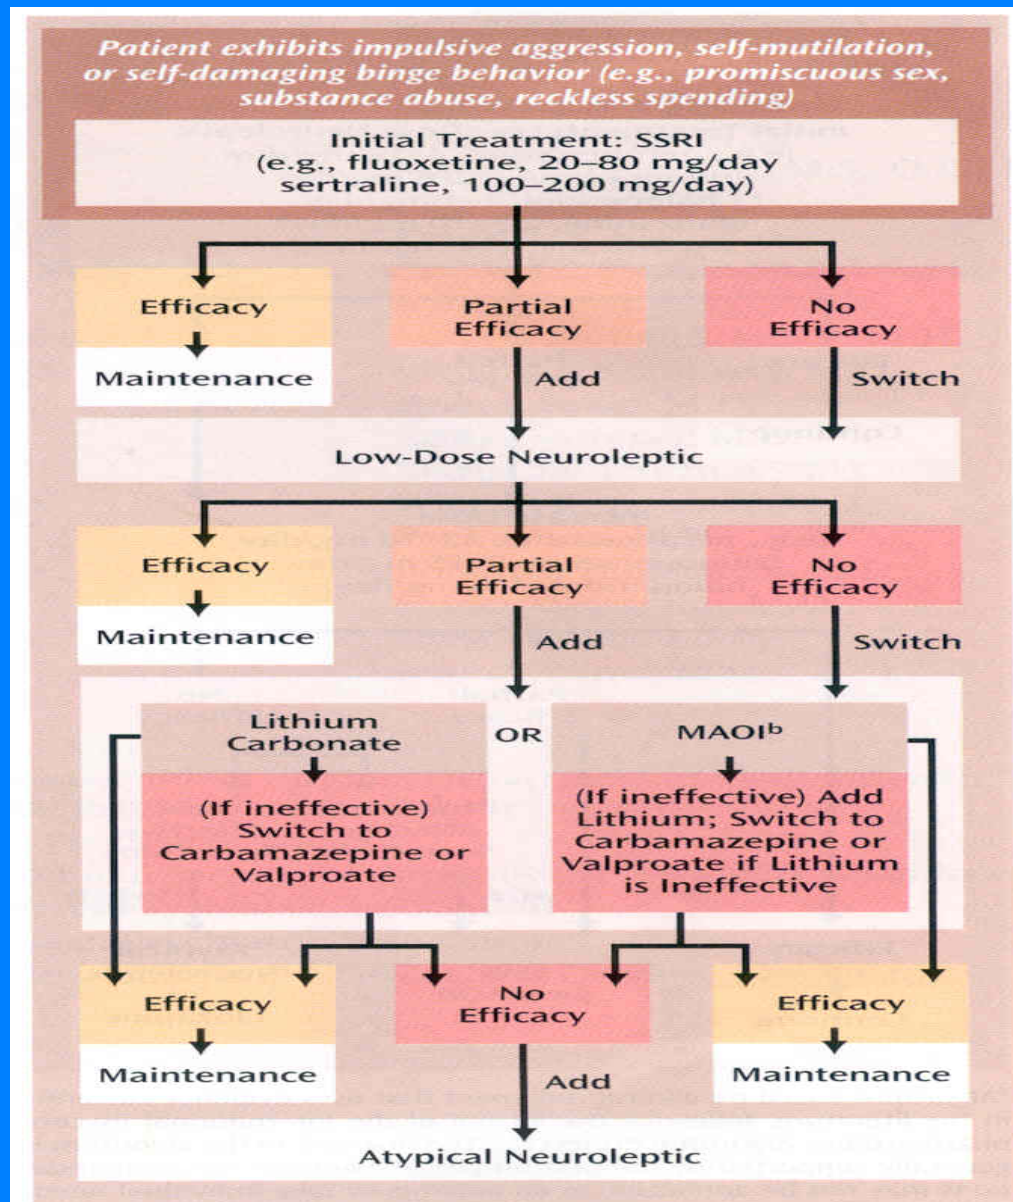 Patient exhibits impulsive aggression, self-mutilation,
or self-damaging binge behavior (e.g., promiscuous sex,
substance abuse, reckless spending)
Initial Treatment: SSRI
(e.g., fluoxetine, 20–80 mg/day
sertraline, 100–200 mg/day)
Efficacy
Maintenance
Partial
Efficacy
Add
No
Efficacy
Switch
Low-Dose Neuroleptic
Efficacy
Maintenance
Partial
Efficacy
Add
No
Efficacy
Switch
Lithium
Carbonate
(If ineffective)
Switch to
Carbamazepine or
Valproate
OR
MAOIᵇ
(If ineffective) Add
Lithium; Switch to
Carbamazepine or
Valproate if Lithium
is Ineffective
Efficacy
Maintenance
No
Efficacy
Add
Efficacy
Maintenance
Atypical Neuroleptic